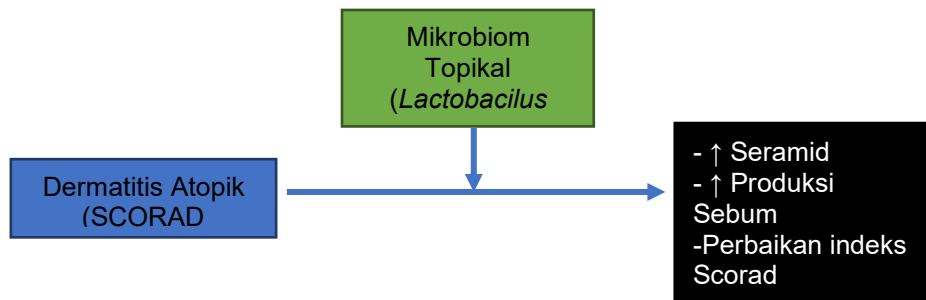 Mikrobiom
Topikal
(Lactobacilus
Dermatitis Atopik
(SCORAD
- ↑ Seramid
- ↑ Produksi
Sebum
-Perbaikan indeks
Scorad